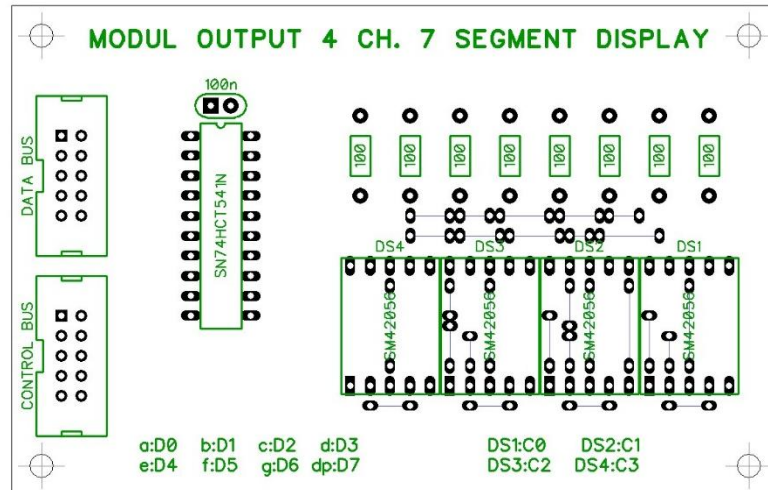 MODUL OUTPUT 4 CH. 7 SEGMENT DISPLAY
100n
DATA BUS
SN74HCT541N
100 100 100 100 100 100 100 100
DS4 DS3 DS2 DS1
SM42056 SM42056 SM42056 SM42056
CONTROL BUS
a:D0 b:D1 c:D2 d:D3
e:D4 f:D5 g:D6 dp:D7
DS1:C0 DS2:C1
DS3:C2 DS4:C3